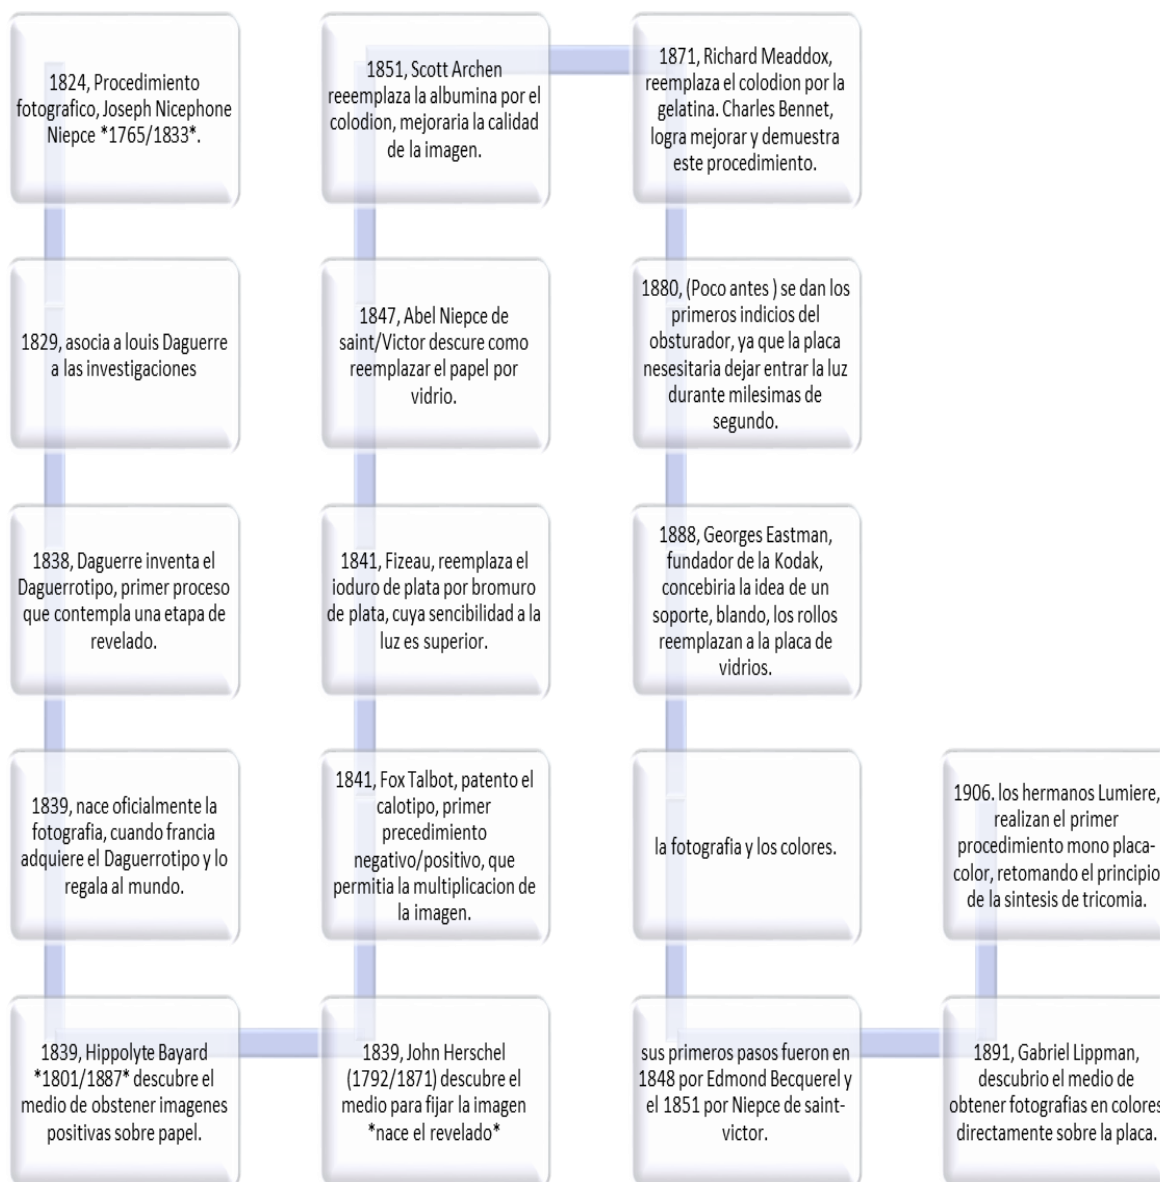 1824, Procedimiento
fotografico, Joseph Nicephone
Niepce *1765/1833*.
1829, asocia a louis Daguerre
a las investigaciones
1838, Daguerre inventa el
Daguerrotipo, primer proceso
que contempla una etapa de
revelado.
1839, nace oficialmente la
fotografia, cuando francia
adquiere el Daguerrotipo y lo
regala al mundo.
1839, Hippolyte Bayard
*1801/1887* descubre el
medio de obstener imagenes
positivas sobre papel.
1839, John Herschel
(1792/1871) descubre el
medio para fijar la imagen
*nace el revelado*
1841, Fox Talbot, patento el
calotipo, primer
precedimiento
negativo/positivo, que
permitia la multiplicacion de
la imagen.
1841, Fizeau, reemplaza el
ioduro de plata por bromuro
de plata, cuya sencibilidad a la
luz es superior.
1847, Abel Niepce de
saint/Victor descure como
reemplazar el papel por
vidrio.
1851, Scott Archen
reeemplaza la albumina por el
colodion, mejoraria la calidad
de la imagen.
1871, Richard Meaddox,
reemplaza el colodion por la
gelatina. Charles Bennet,
logra mejorar y demuestra
este procedimiento.
1880, (Poco antes ) se dan los
primeros indicios del
obsturador, ya que la placa
nesesitaria dejar entrar la luz
durante milesimas de
segundo.
1888, Georges Eastman,
fundador de la Kodak,
concebiria la idea de un
soporte, blando, los rollos
reemplazan a la placa de
vidrios.
la fotografia y los colores.
sus primeros pasos fueron en
1848 por Edmond Becquerel y
el 1851 por Niepce de saint-
victor.
1891, Gabriel Lippman,
descubrio el medio de
obtener fotografias en colores
directamente sobre la placa.
1906. los hermanos Lumiere,
realizan el primer
procedimiento mono placa-
color, retomando el principio
de la sintesis de tricomia.